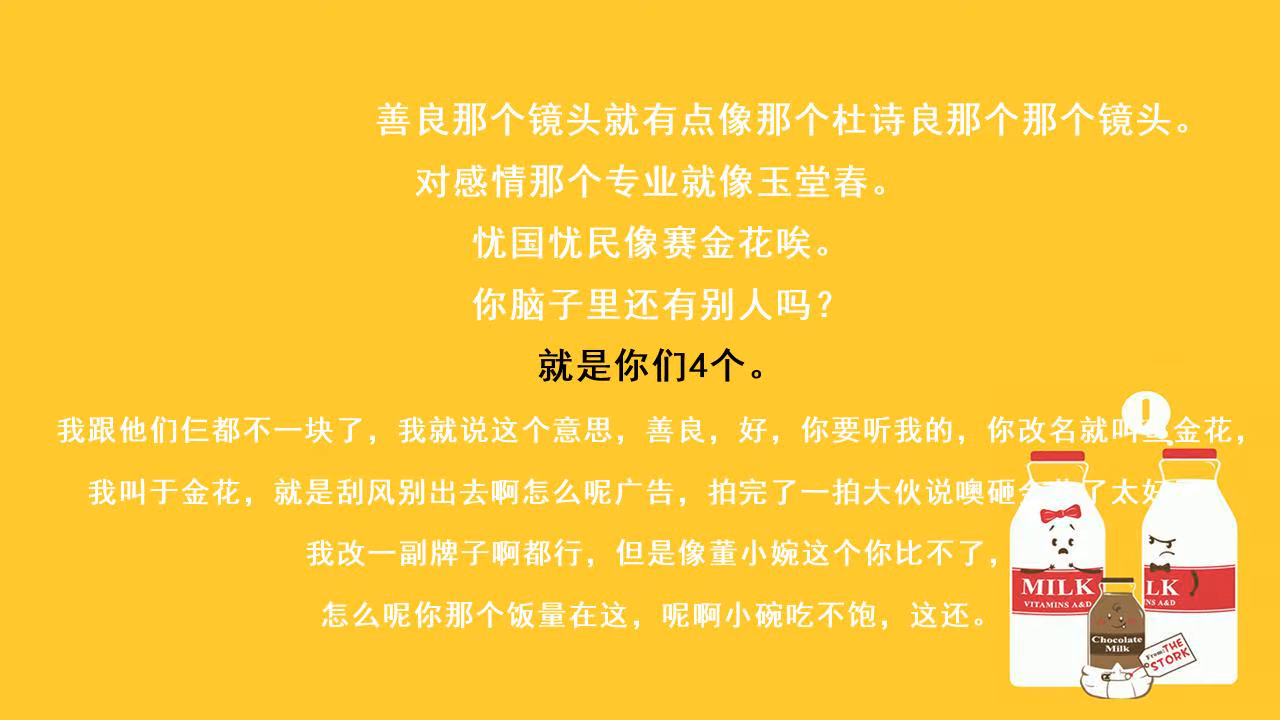 善良那个镜头就有点像那个杜诗良那个那个镜头。
对感情那个专业就像玉堂春。
忧国忧民像赛金花唉。
你脑子里还有别人吗？
就是你们4个。
我跟他们仨都不一块了，我就说这个意思，善良，好，你要听我的，你改名就叫金花，
我叫于金花，就是刮风别出去啊怎么呢广告，拍完了一拍大伙说噢砸了太好
我改一副牌子啊都行，但是像董小婉这个你比不了，
怎么呢你那个饭量在这，呢啊小碗吃不饱，这还。
MILK
VITAMINS A&D
LK
NS A&D
Chocolate
Milk
From: THE
STORK